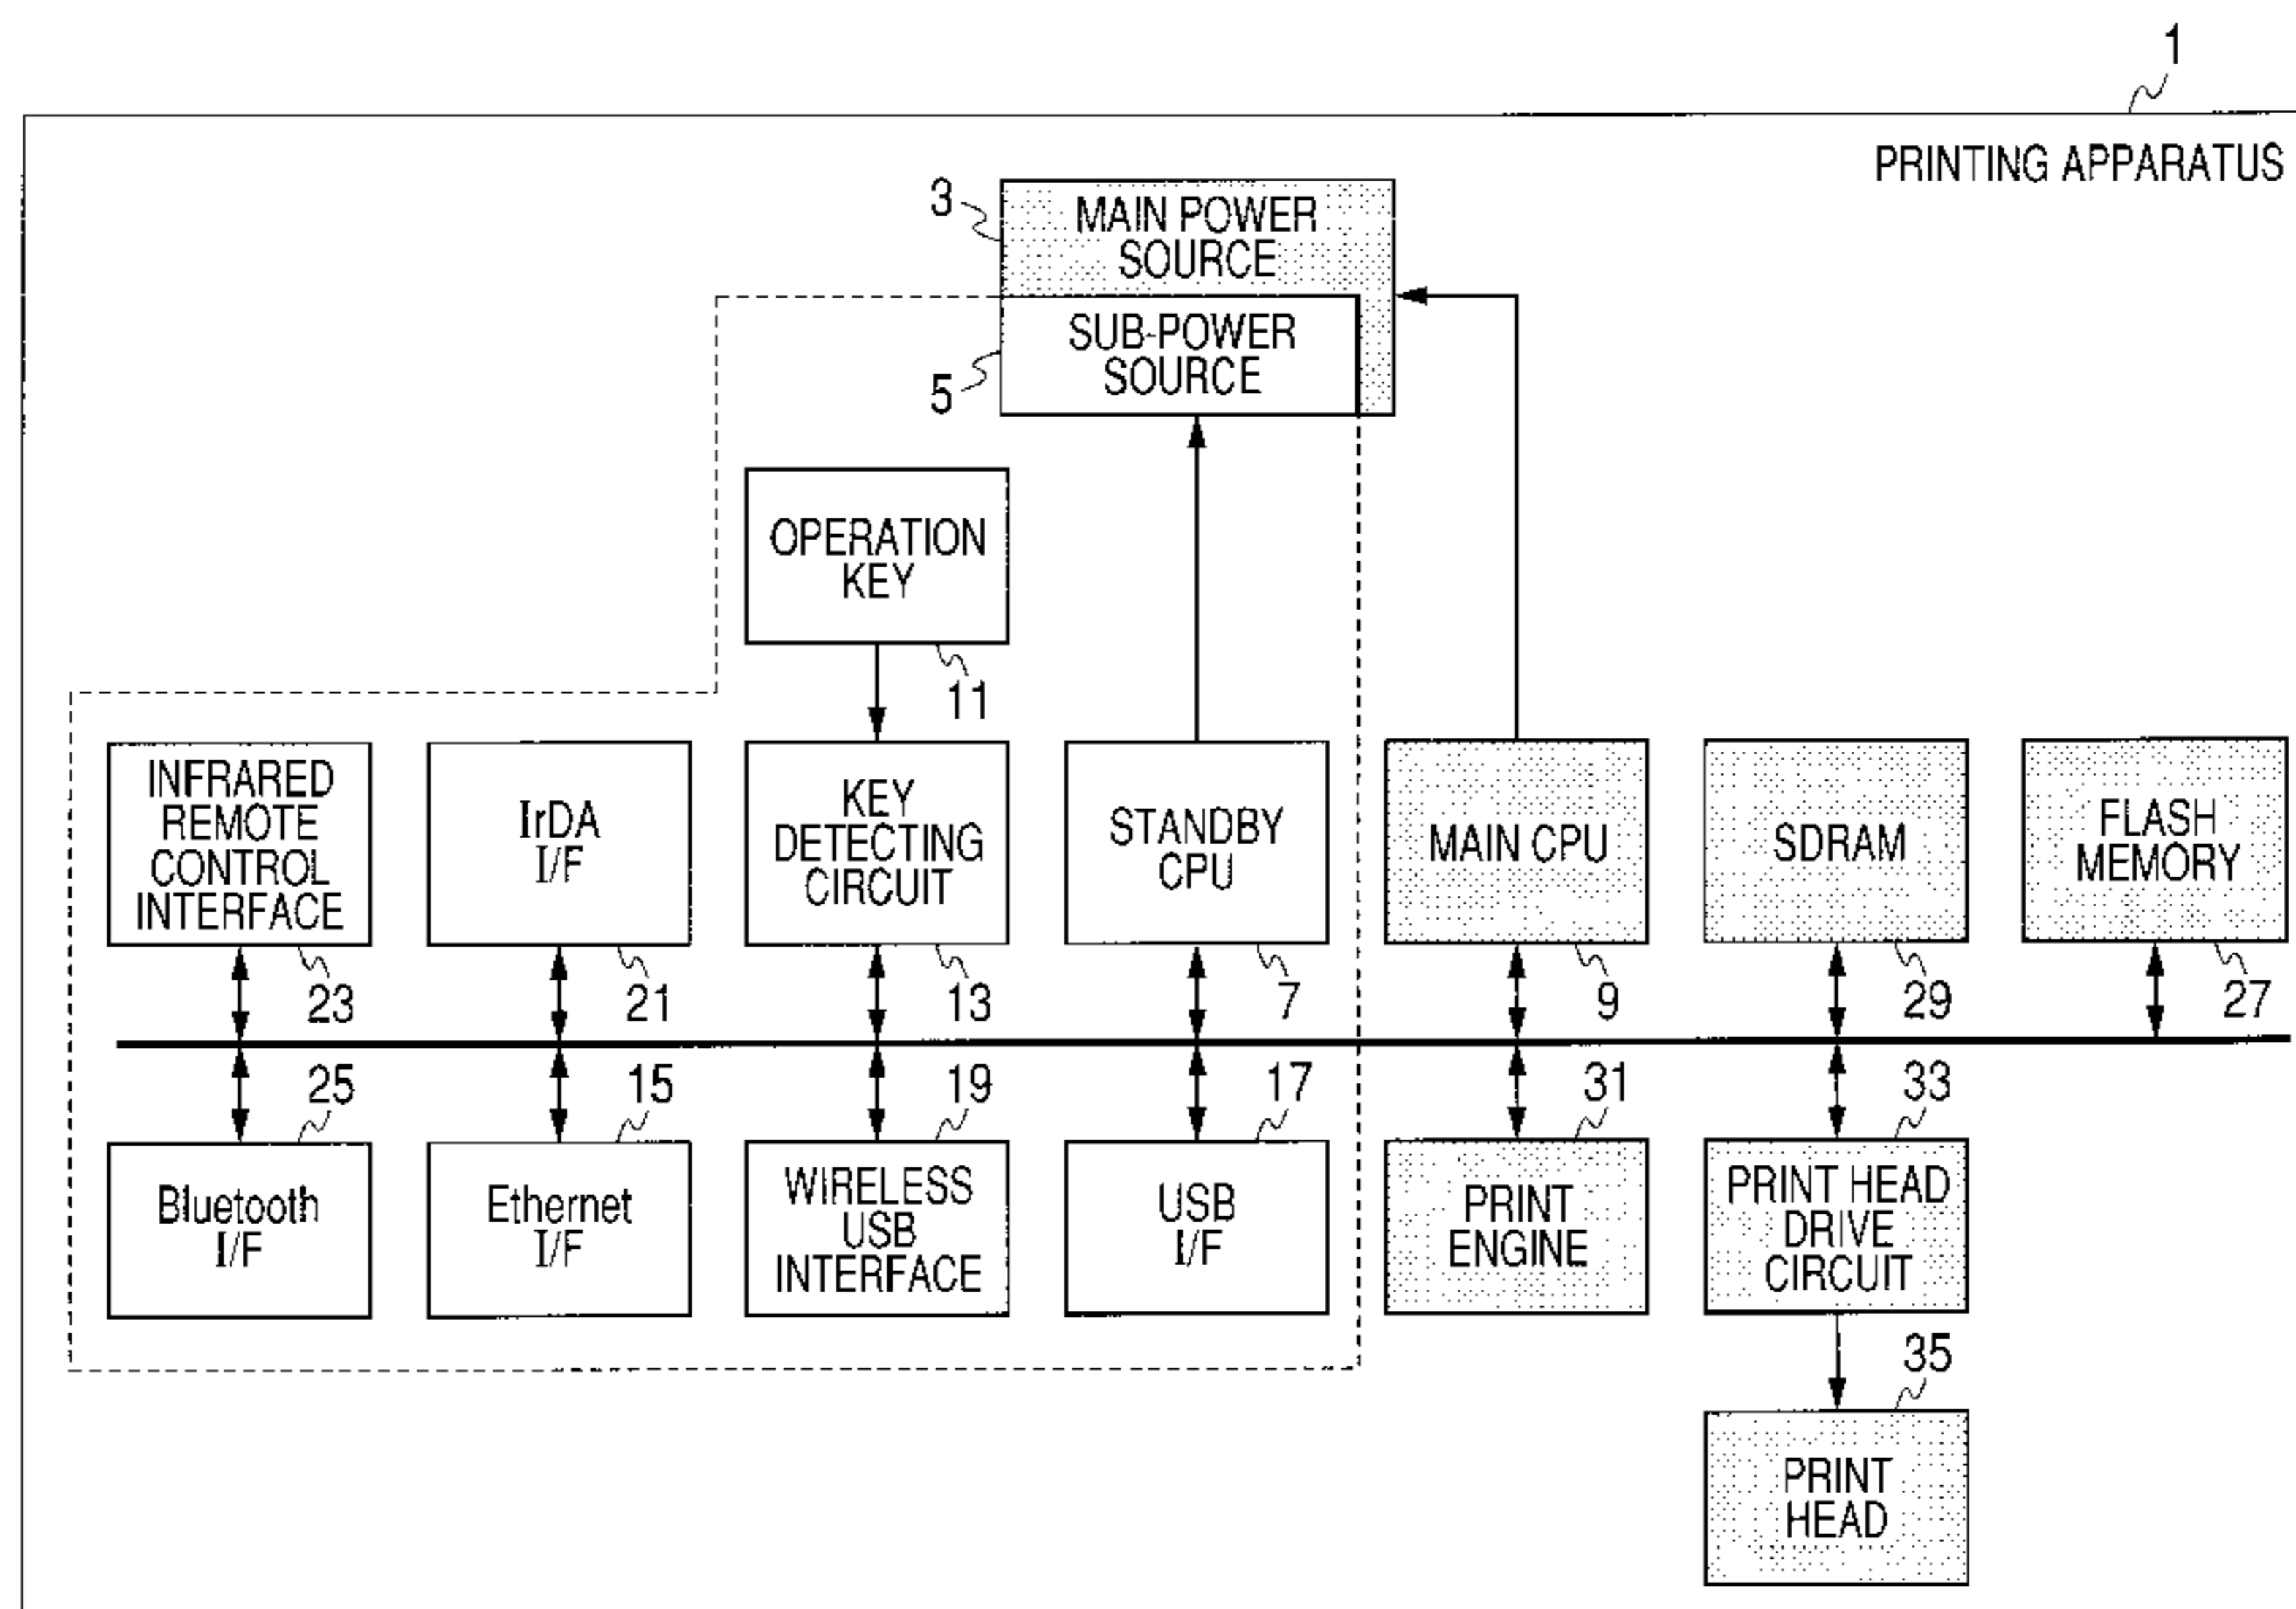 1
PRINTING APPARATUS
3
MAIN POWER
SOURCE
SUB-POWER
SOURCE
5
OPERATION
KEY
11
INFRARED
REMOTE
CONTROL
INTERFACE
23
IrDA
I/F
21
KEY
DETECTING
CIRCUIT
13
STANDBY
CPU
7
MAIN CPU
9
SDRAM
29
FLASH
MEMORY
27
25
Bluetooth
I/F
15
Ethernet
I/F
19
WIRELESS
USB
INTERFACE
17
USB
I/F
31
PRINT
ENGINE
33
PRINT HEAD
DRIVE
CIRCUIT
35
PRINT
HEAD